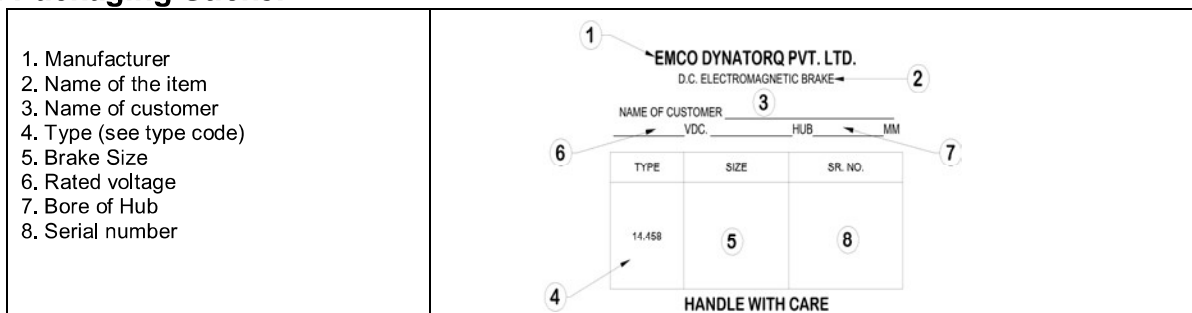 1. Manufacturer
2. Name of the item
3. Name of customer
4. Type (see type code)
5. Brake Size
6. Rated voltage
7. Bore of Hub
8. Serial number
1
EMCO DYNATORQ PVT. LTD.
D.C. ELECTROMAGNETIC BRAKE
2
NAME OF CUSTOMER
3
VDC. HUB MM
6
7
TYPE SIZE SR. NO.
14.458
5
8
4
HANDLE WITH CARE